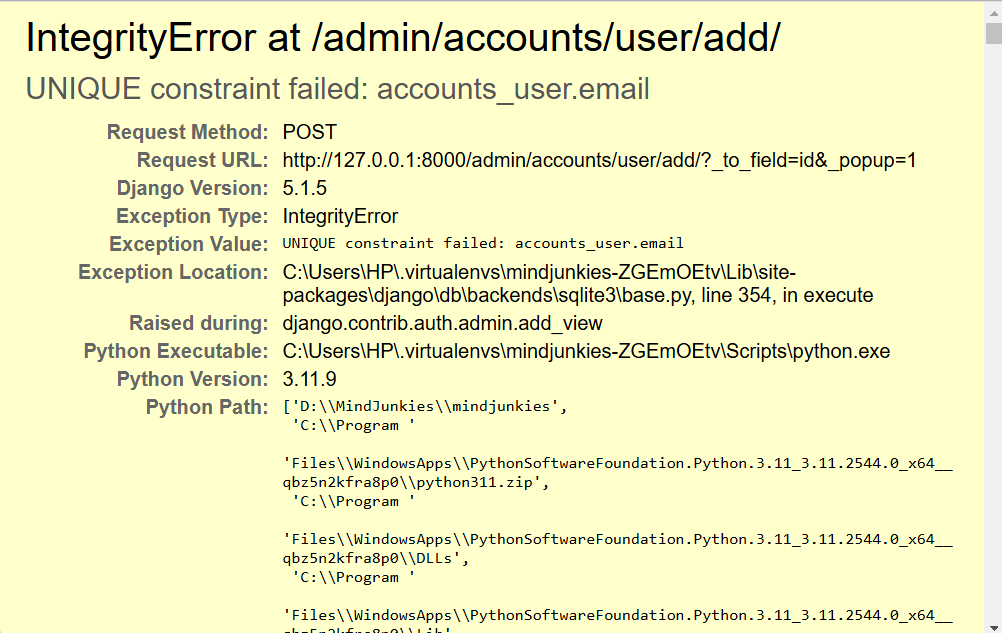 IntegrityError at /admin/accounts/user/add/
UNIQUE constraint failed: accounts_user.email
Request Method: POST
Request URL: http://127.0.0.1:8000/admin/accounts/user/add/?_to_field=id&_popup=1
Django Version: 5.1.5
Exception Type: IntegrityError
Exception Value: UNIQUE constraint failed: accounts_user.email
Exception Location: C:\Users\HP\.virtualenvs\mindjunkies-ZGEmOEtv\Lib\site-
packages\django\db\backends\sqlite3\base.py, line 354, in execute
Raised during: django.contrib.auth.admin.add_view
Python Executable: C:\Users\HP\.virtualenvs\mindjunkies-ZGEmOEtv\Scripts\python.exe
Python Version: 3.11.9
Python Path: ['D:\\MindJunkies\\mindjunkies',
'C:\\Program '
'Files\\WindowsApps\\PythonSoftwareFoundation.Python.3.11_3.11.2544.0_x64__
qbz5n2kfra8p0\\python311.zip',
'C:\\Program '
'Files\\WindowsApps\\PythonSoftwareFoundation.Python.3.11_3.11.2544.0_x64__
qbz5n2kfra8p0\\DLLs',
'C:\\Program '
'Files\\WindowsApps\\PythonSoftwareFoundation.Python.3.11_3.11.2544.0_x64__
qbz5n2kfra8p0\\Lib',